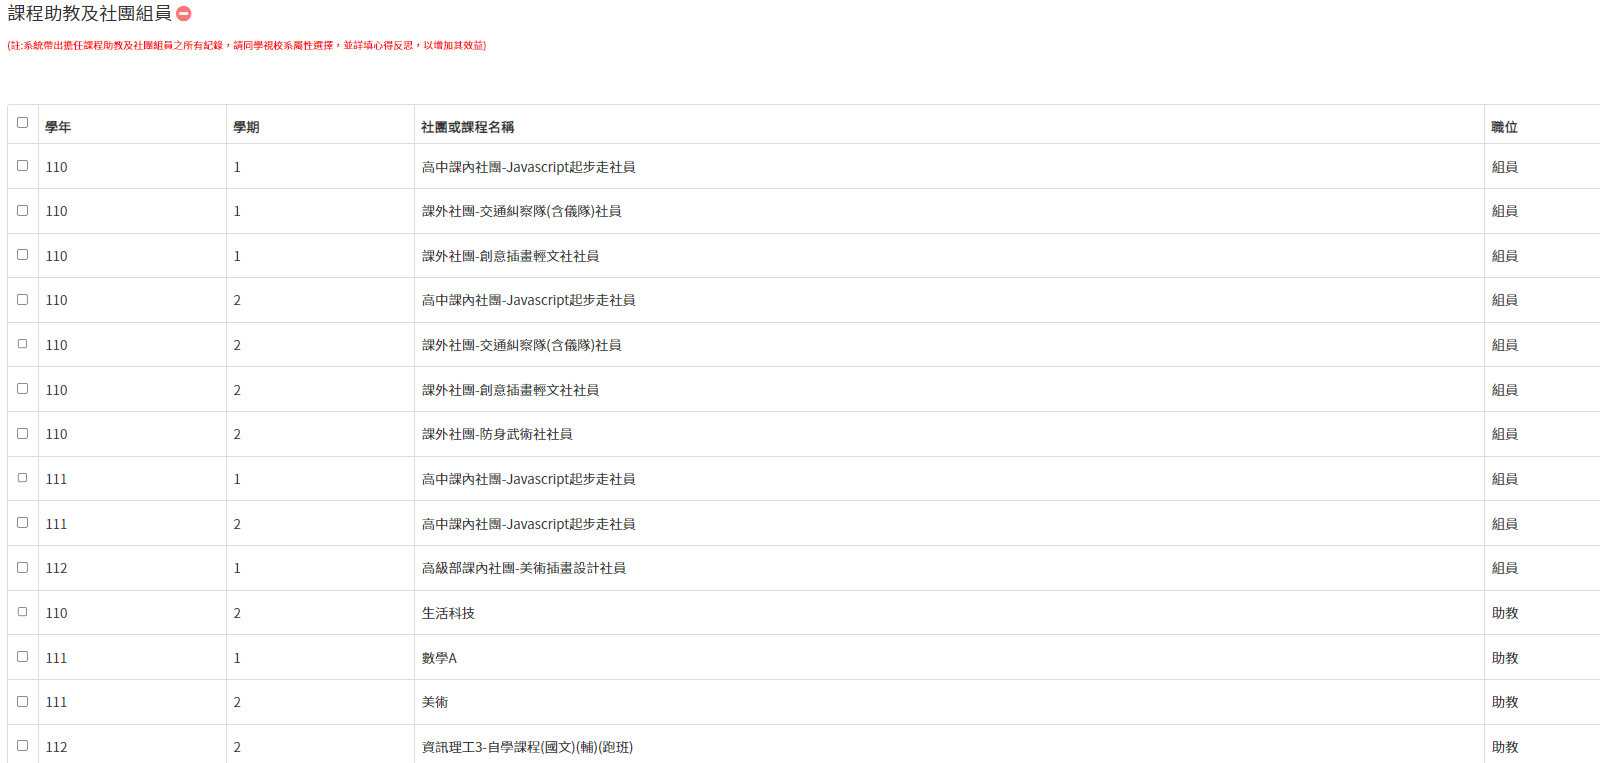 課程助教及社團組員
(註:系統帶出擔任課程助教及社團組員之所有紀錄，請同學視校系屬性選擇，並詳填心得反思，以增加其效益)
學年 學期 社團或課程名稱 職位
110 1 高中課內社團-Javascript起步走社員 組員
110 1 課外社團-交通糾察隊(含儀隊)社員 組員
110 1 課外社團-創意插畫輕文社社員 組員
110 2 高中課內社團-Javascript起步走社員 組員
110 2 課外社團-交通糾察隊(含儀隊)社員 組員
110 2 課外社團-創意插畫輕文社社員 組員
110 2 課外社團-防身武術社社員 組員
111 1 高中課內社團-Javascript起步走社員 組員
111 2 高中課內社團-Javascript起步走社員 組員
112 1 高級部課內社團-美術插畫設計社員 組員
110 2 生活科技 助教
111 1 數學A 助教
111 2 美術 助教
112 2 資訊理工3-自學課程(國文)(輔)(跑班) 助教